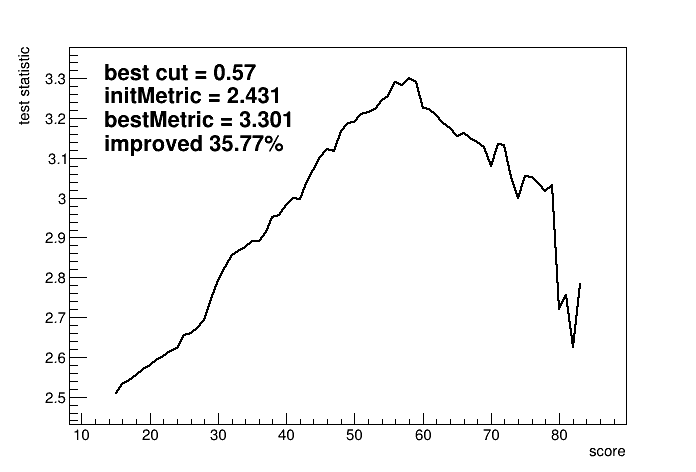 test statistic
best cut = 0.57
initMetric = 2.431
bestMetric = 3.301
improved 35.77%
3.3
3.2
3.1
3
2.9
2.8
2.7
2.6
2.5
10 20 30 40 50 60 70 80
score